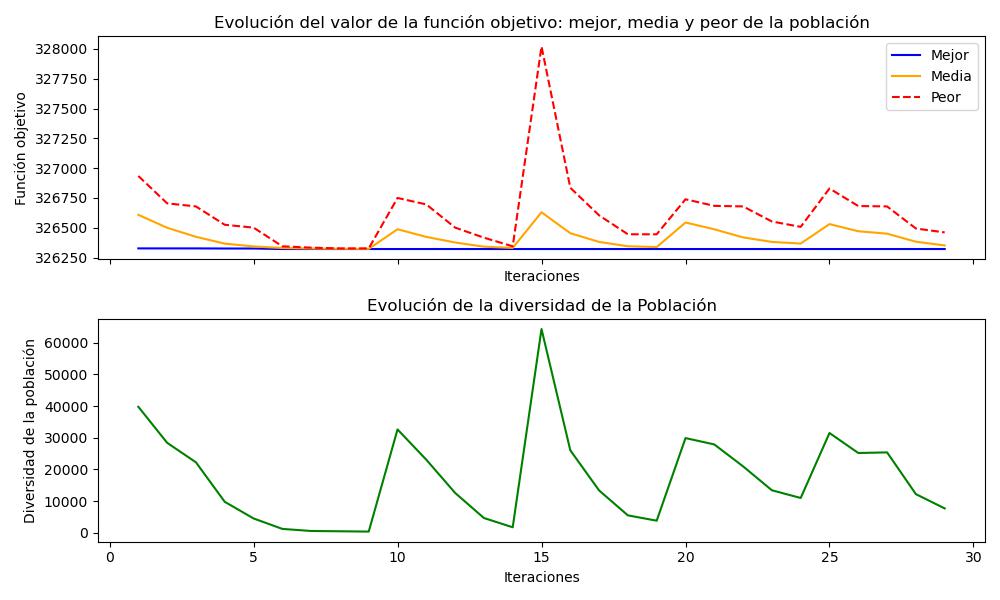 Evolución del valor de la función objetivo: mejor, media y peor de la población
328000
327750
327500
327250
327000
326750
326500
326250
Función objetivo
Mejor
Media
Peor
Iteraciones
Evolución de la diversidad de la Población
60000
50000
40000
30000
20000
10000
0
Diversidad de la población
0 5 10 15 20 25 30
Iteraciones